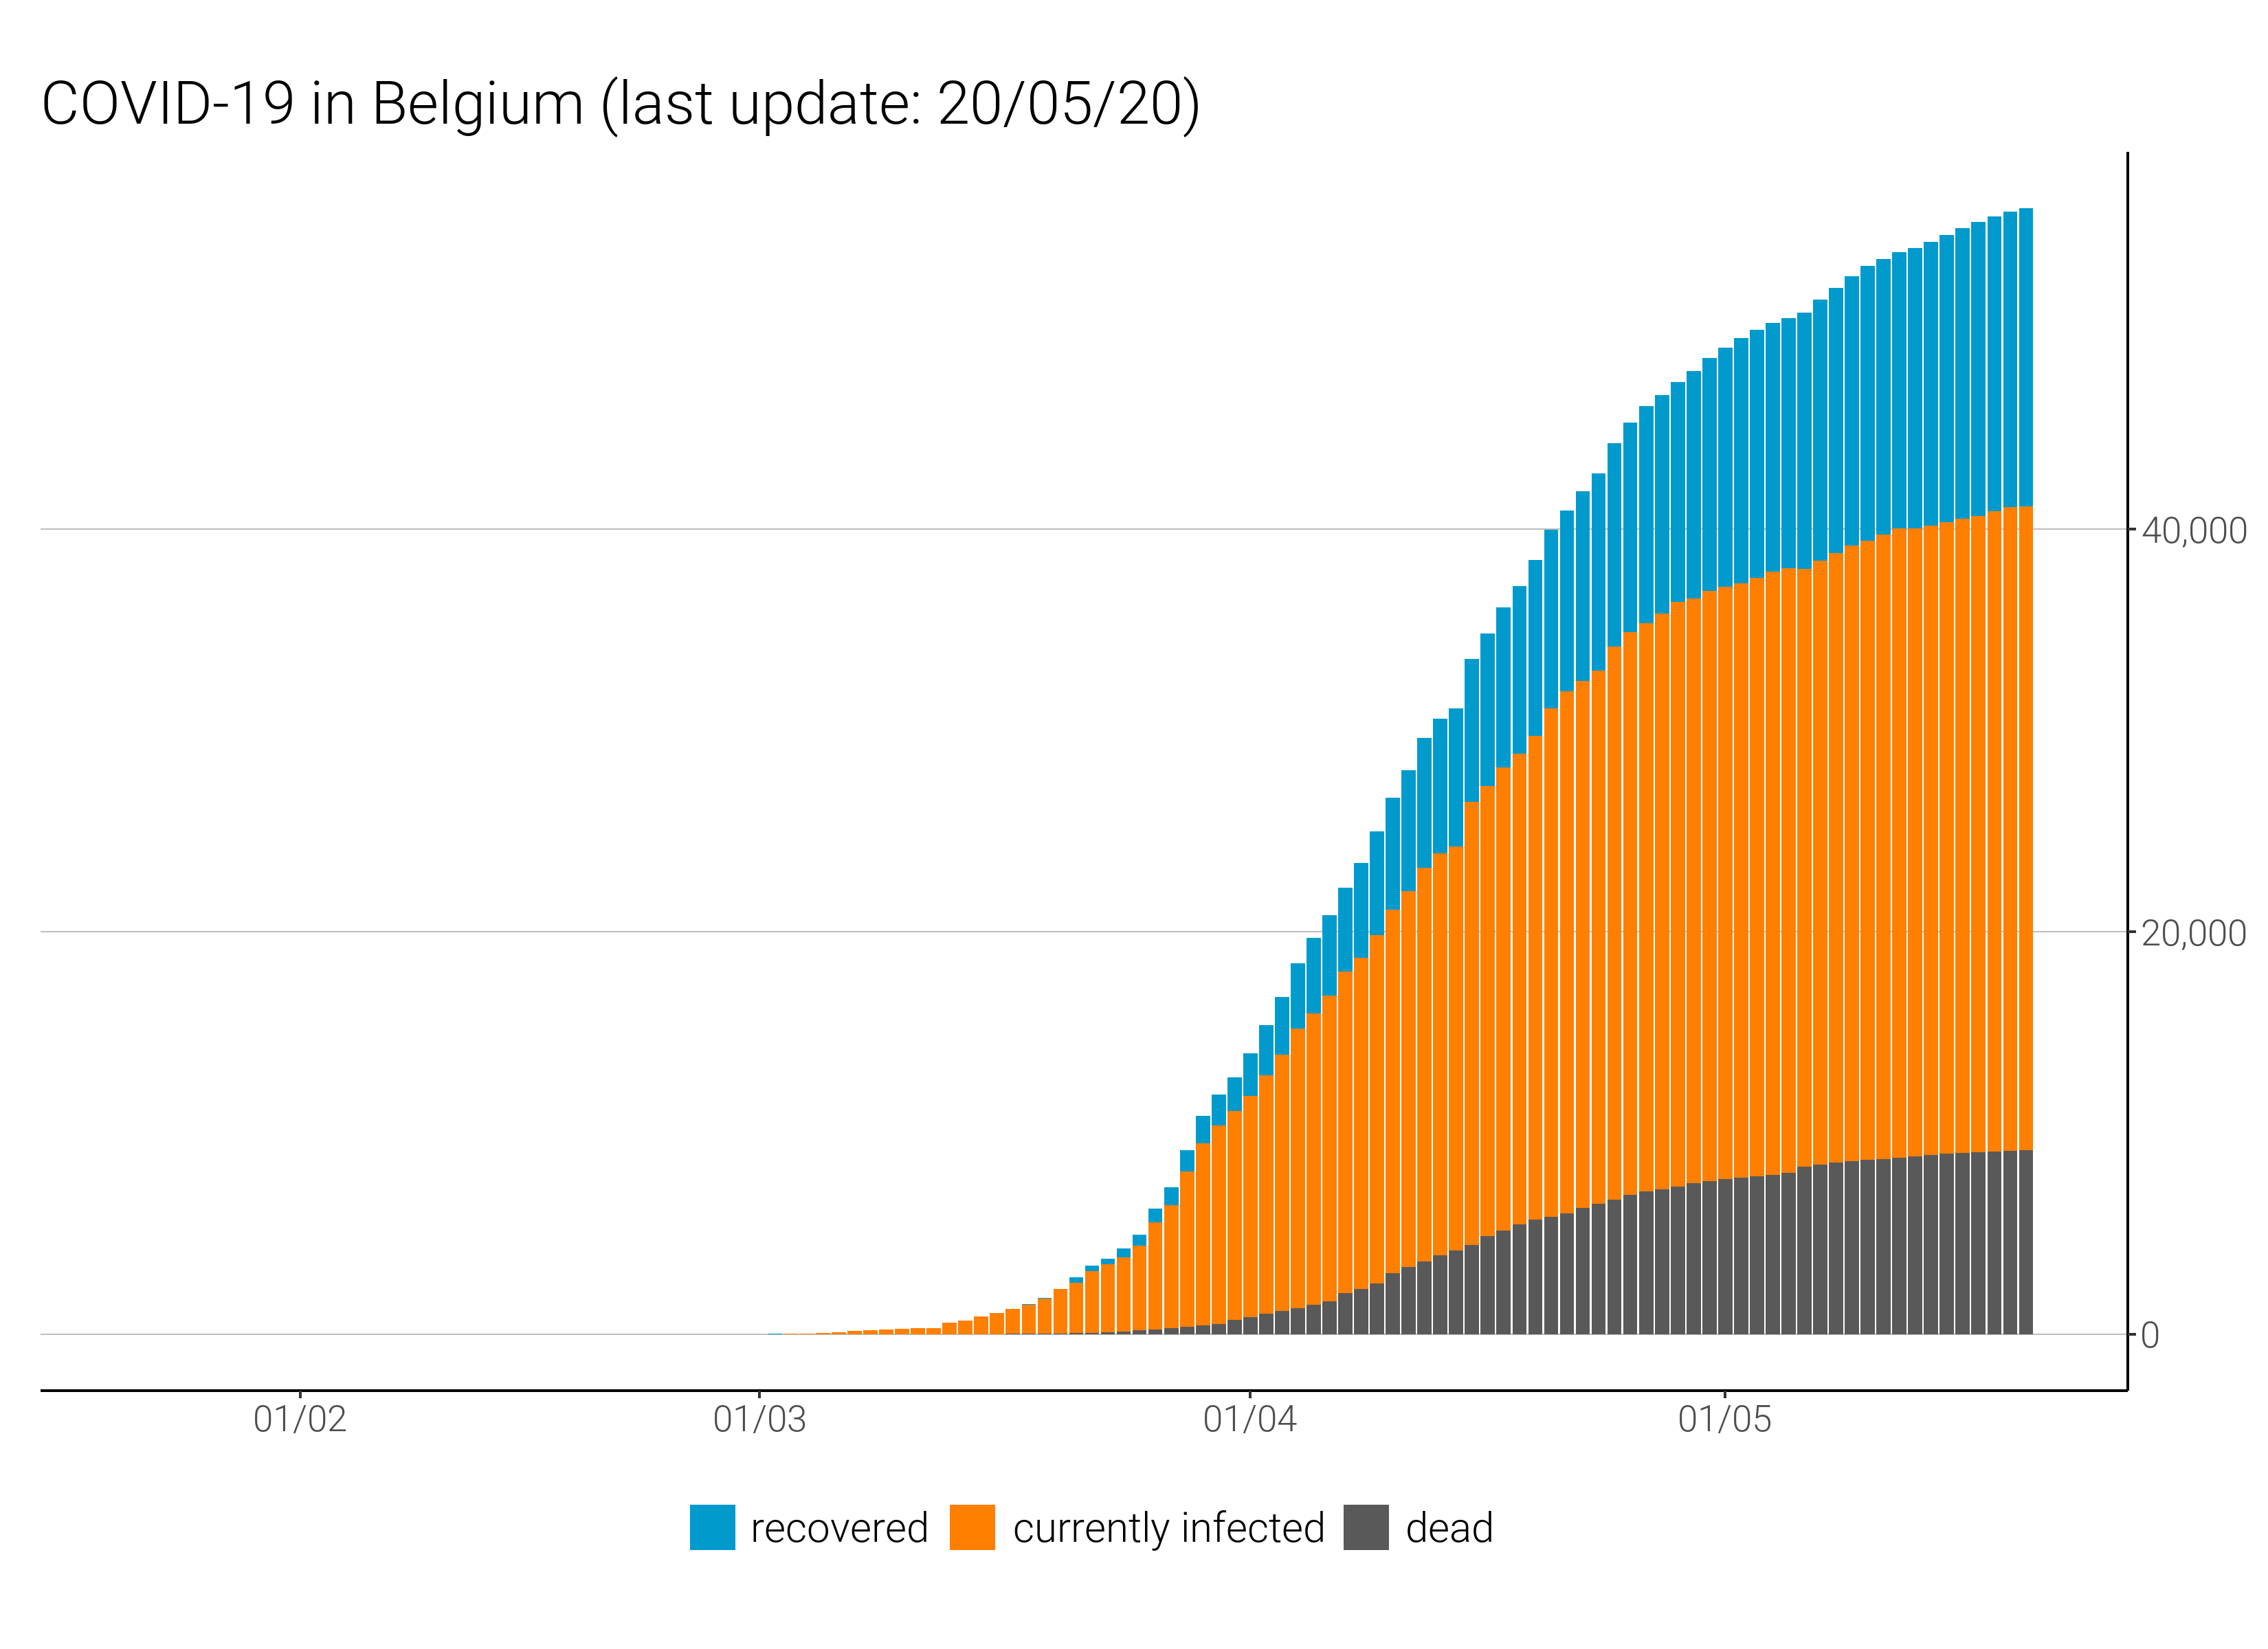 COVID-19 in Belgium (last update: 20/05/20)
40,000
20,000
0
01/02 01/03 01/04 01/05
recovered currently infected dead